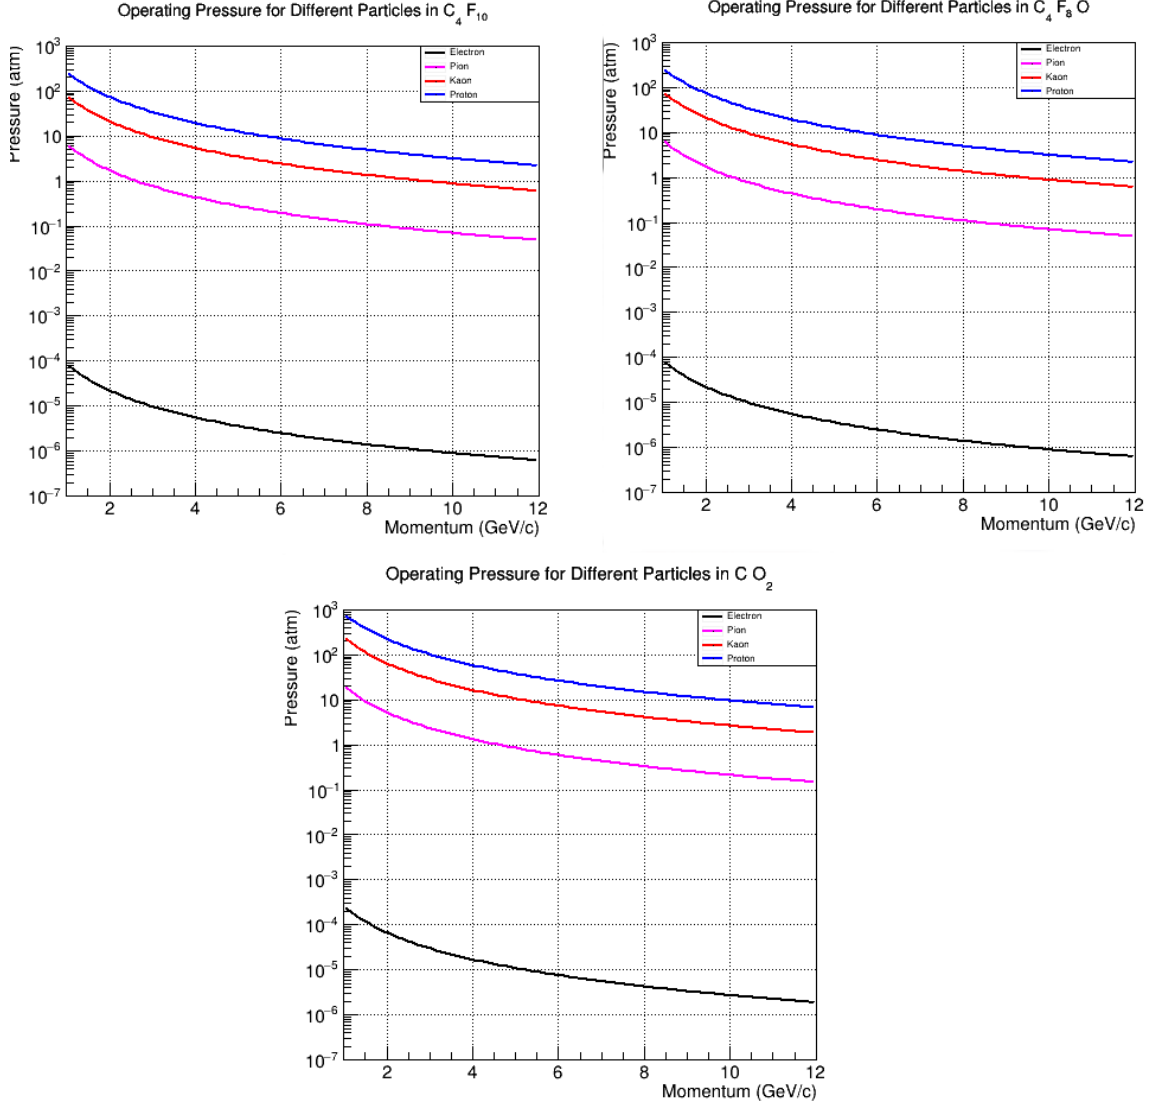 Operating Pressure for Different Particles in C4 F10
Pressure (atm)
10³
10²
10
1
10⁻¹
10⁻²
10⁻³
10⁻⁴
10⁻⁵
10⁻⁶
10⁻⁷
Electron
Pion
Kaon
Proton
2 4 6 8 10 12
Momentum (GeV/c)
Operating Pressure for Different Particles in C4 F8 O
Pressure (atm)
10³
10²
10
1
10⁻¹
10⁻²
10⁻³
10⁻⁴
10⁻⁵
10⁻⁶
10⁻⁷
Electron
Pion
Kaon
Proton
2 4 6 8 10 12
Momentum (GeV/c)
Operating Pressure for Different Particles in C O2
Pressure (atm)
10³
10²
10
1
10⁻¹
10⁻²
10⁻³
10⁻⁴
10⁻⁵
10⁻⁶
10⁻⁷
Electron
Pion
Kaon
Proton
2 4 6 8 10 12
Momentum (GeV/c)